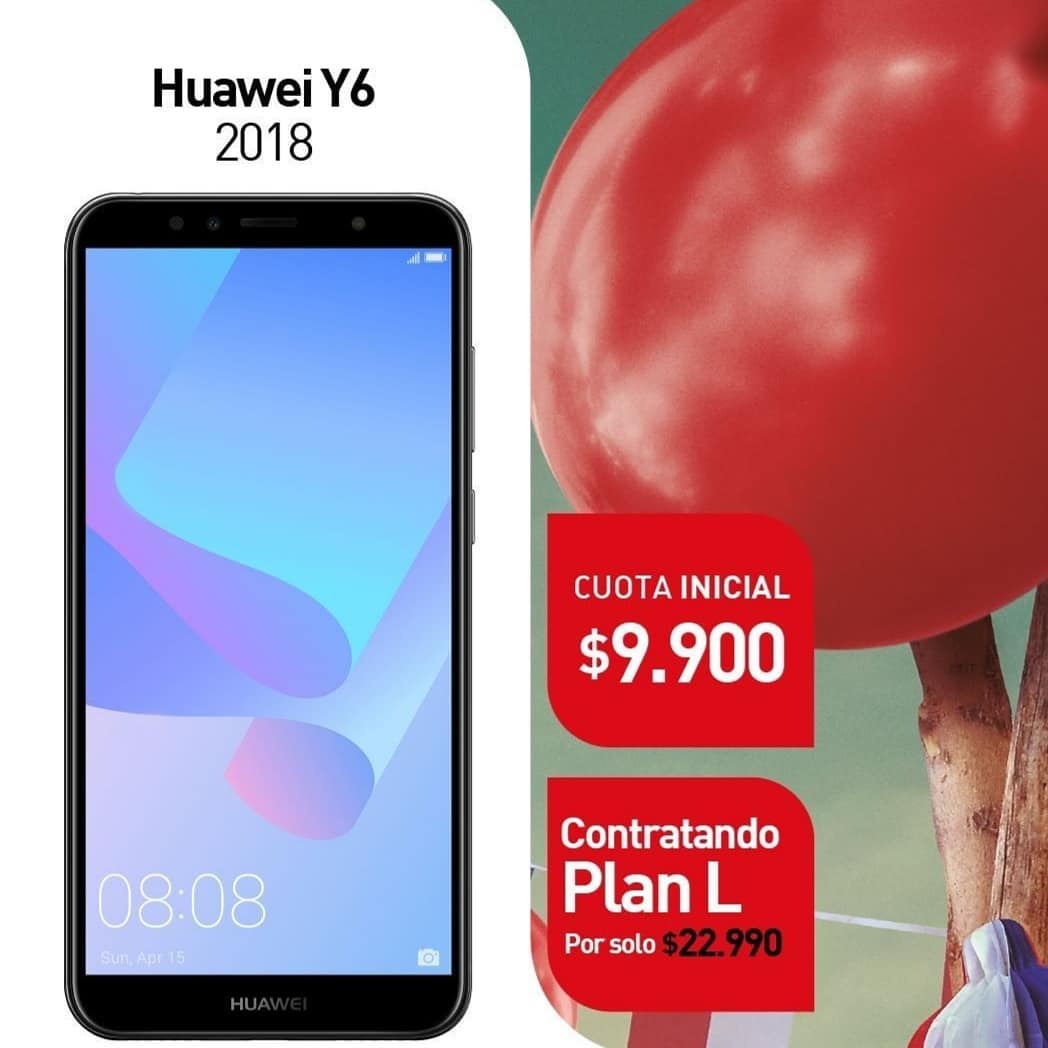 Huawei Y6
2018
08:08
Sun, Apr 15
HUAWEI
CUOTA INICIAL
$9.900
Contratando
Plan L
Por solo $22.990